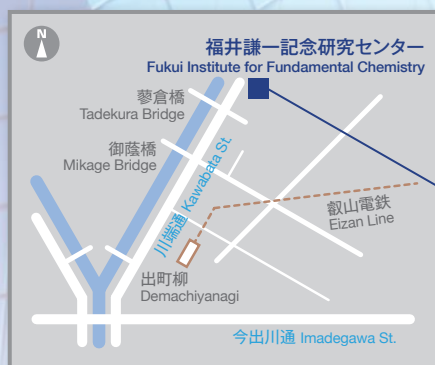 N
福井謙一記念研究センター
Fukui Institute for Fundamental Chemistry
蓼倉橋
Tadekura Bridge
御蔭橋
Mikage Bridge
川端通 Kawabata St.
叡山電鉄
Eizan Line
出町柳
Demachiyanagi
今出川通 Imadegawa St.